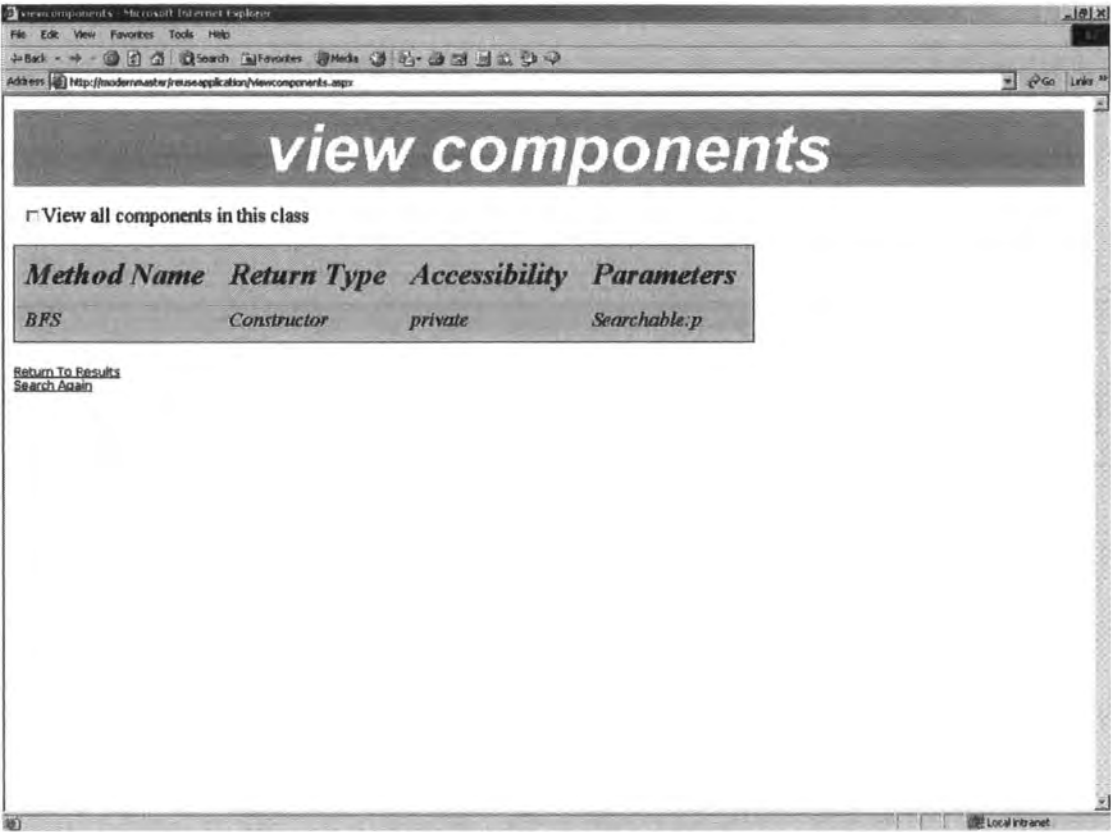 viewcomponents - Microsoft Internet Explorer
File Edit View Favorites Tools Help
Back Search Favorites Media
Address http://modernmaster/reuseapplication/viewcomponents.aspx Go Links »
view components
View all components in this class
Method Name Return Type Accessibility Parameters
BFS Constructor private Searchable:p
Return To Results
Search Again
Local intranet